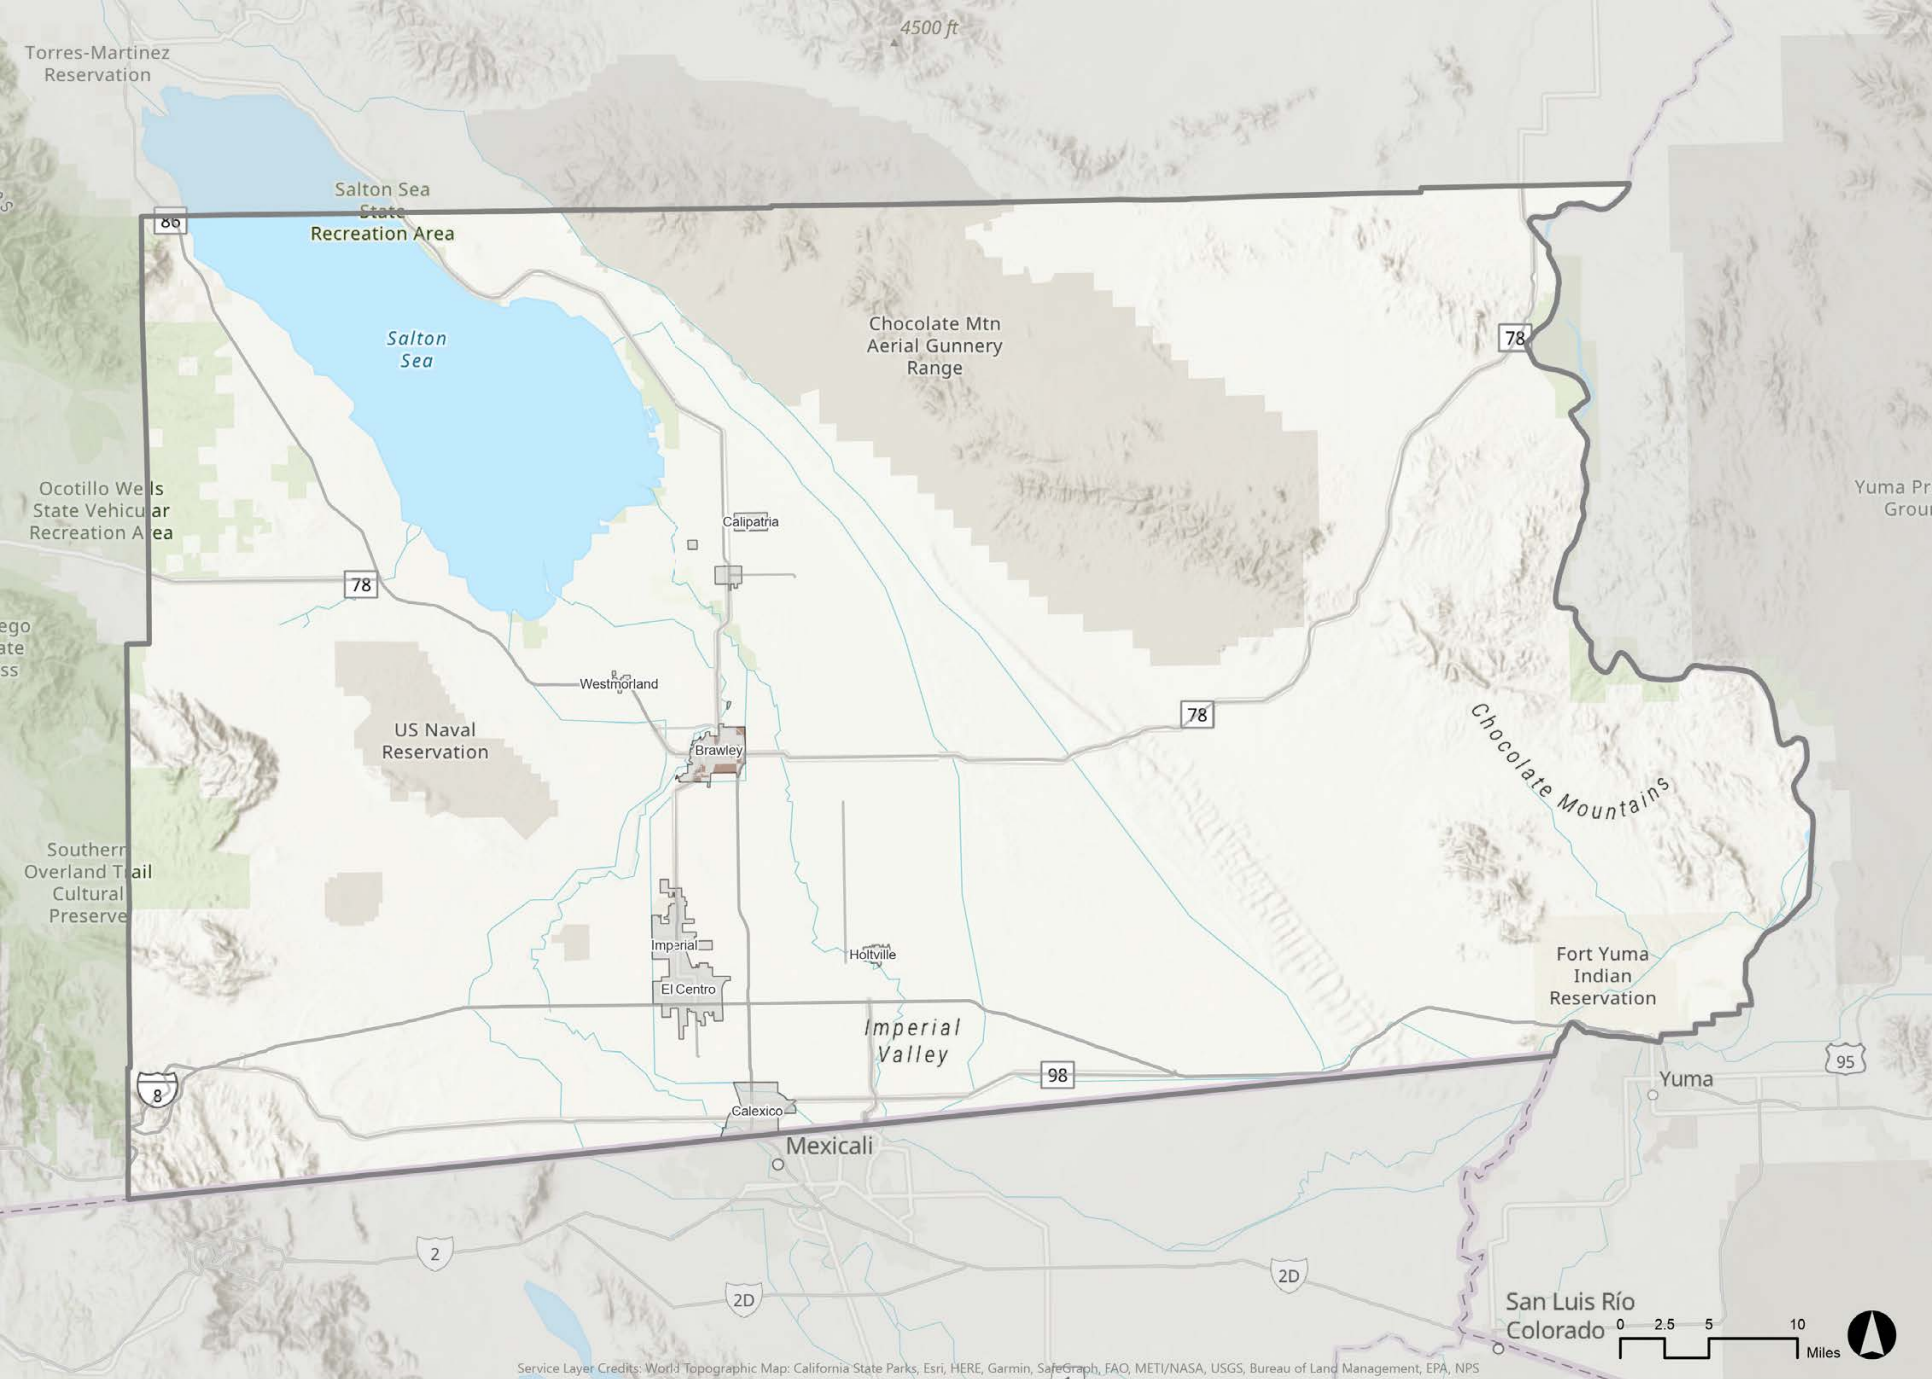 4500 ft
Torres-Martinez
Reservation
Salton Sea
State
Recreation Area
86
Salton
Sea
Chocolate Mtn
Aerial Gunnery
Range
78
Ocotillo Wells
State Vehicular
Recreation Area
Yuma Pr
Grou
Calipatria
78
ego
ate
ss
Westmorland
78
US Naval
Reservation
Brawley
Chocolate Mountains
Southern
Overland Trail
Cultural
Preserve
Imperial
Holtville
El Centro
Fort Yuma
Indian
Reservation
Imperial
Valley
8
98
95
Yuma
Calexico
Mexicali
2
2D
2D
San Luis Río
Colorado
0 2.5 5 10
Miles
Service Layer Credits: World Topographic Map: California State Parks, Esri, HERE, Garmin, SafeGraph, FAO, METI/NASA, USGS, Bureau of Land Management, EPA, NPS